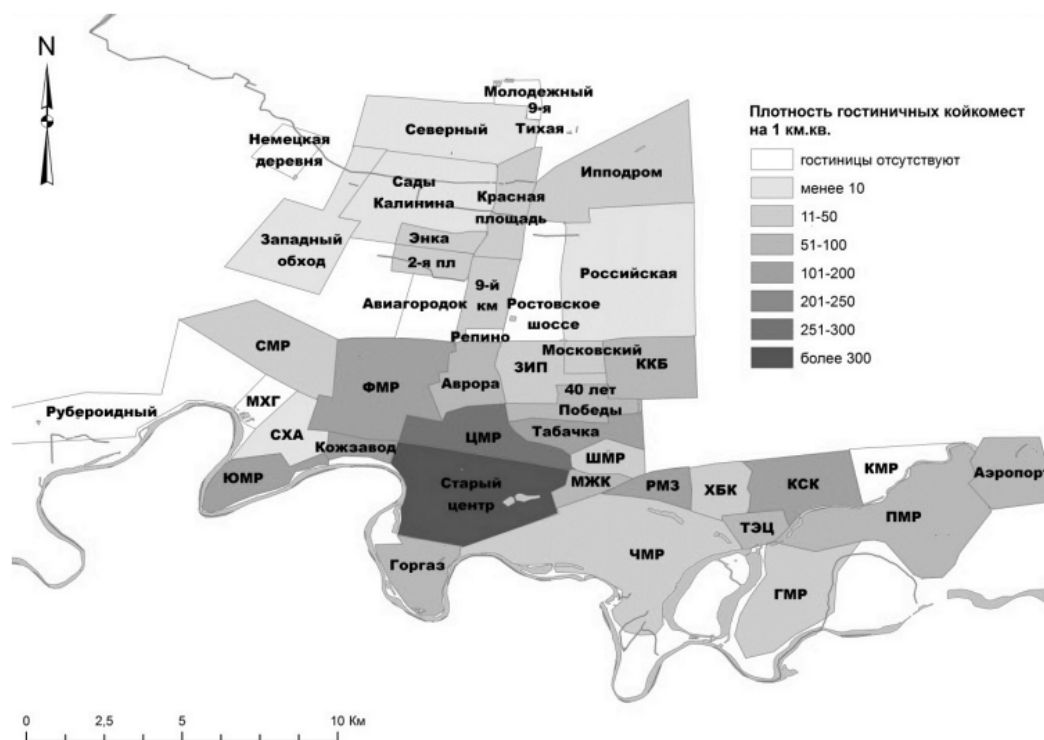 N
Молодежный
9-я
Тихая
Северный
Немецкая
деревня
Ипподром
Сады
Калинина
Красная
площадь
Западный
обход
Энка
2-я пл
Российская
Авиагородок
9-й
км
Ростовское
шоссе
Репино
СМР
Московский
ЗИП
ККБ
ФМР
Аврора
40 лет
Победы
МХГ
Рубероидный
СХА
Кожзавод
ЦМР
Табачка
ШМР
ЮМР
Старый
центр
МЖК
РМЗ
ХБК
КСК
КМР
Аэропорт
ТЭЦ
ПМР
Горгаз
ЧМР
ГМР
Плотность гостиничных койкомест
на 1 км.кв.
гостиницы отсутствуют
менее 10
11-50
51-100
101-200
201-250
251-300
более 300
0 2,5 5 10 Км